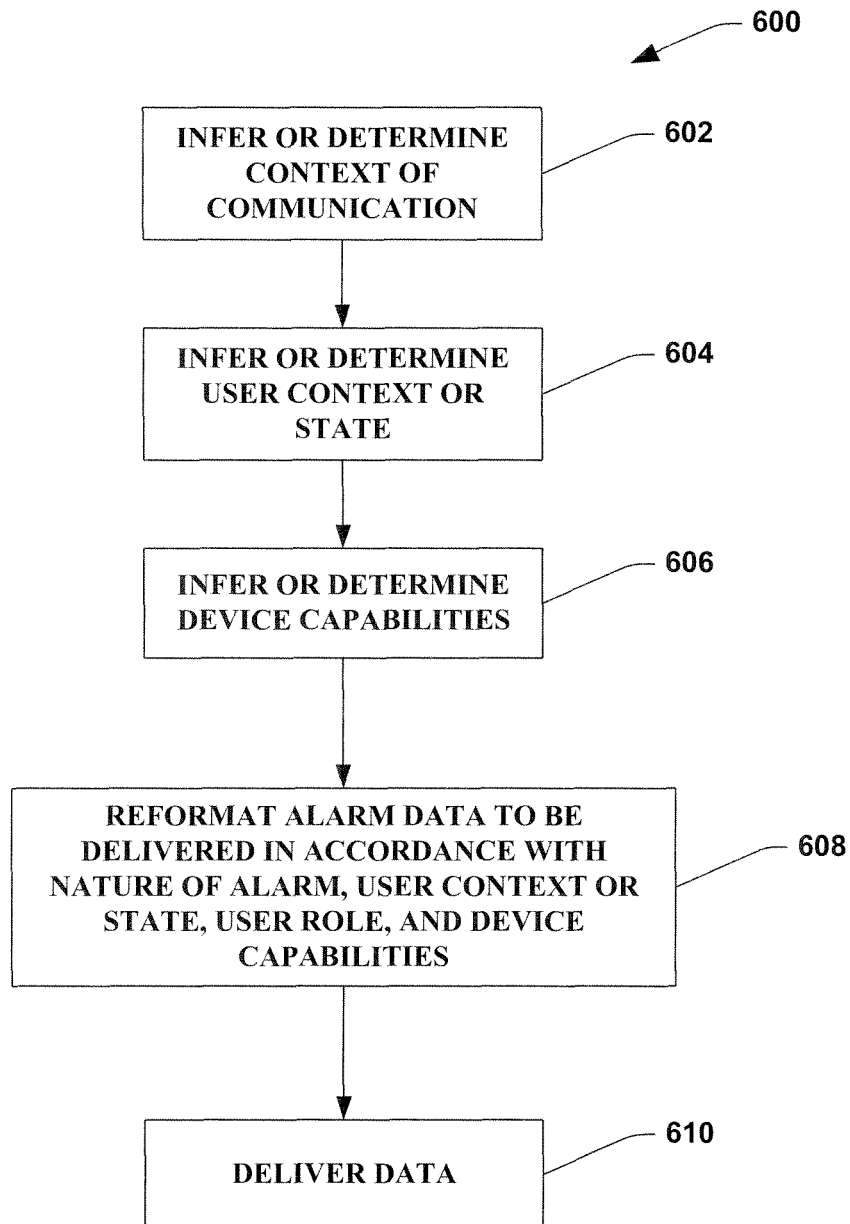 600
INFER OR DETERMINE
CONTEXT OF
COMMUNICATION
602
INFER OR DETERMINE
USER CONTEXT OR
STATE
604
INFER OR DETERMINE
DEVICE CAPABILITIES
606
REFORMAT ALARM DATA TO BE
DELIVERED IN ACCORDANCE WITH
NATURE OF ALARM, USER CONTEXT OR
STATE, USER ROLE, AND DEVICE
CAPABILITIES
608
DELIVER DATA
610